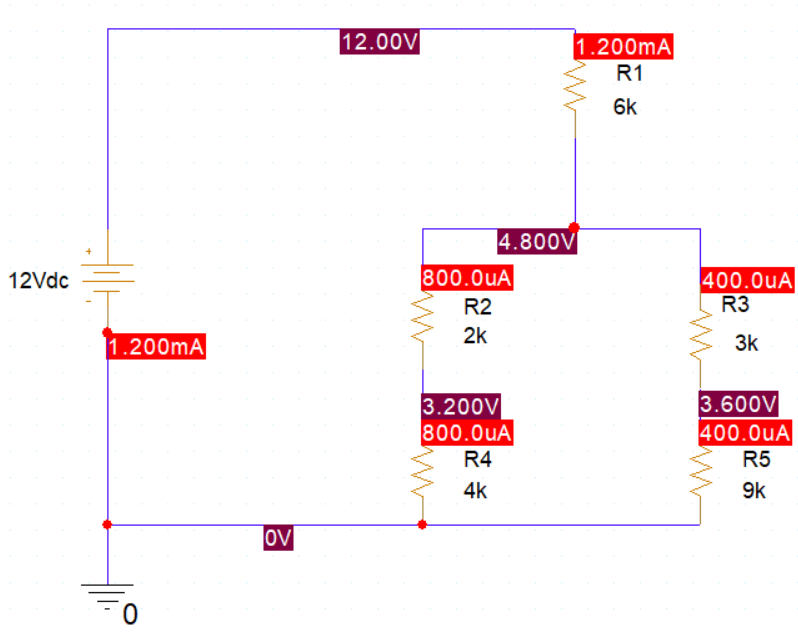 12.00V
1.200mA
R1
6k
4.800V
+
12Vdc
-
800.0uA
R2
2k
400.0uA
R3
3k
1.200mA
3.200V
800.0uA
R4
4k
3.600V
400.0uA
R5
9k
0V
0